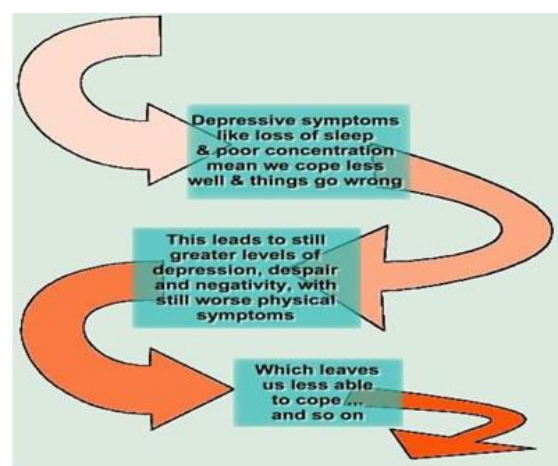 Depressive symptoms
like loss of sleep
& poor concentration
mean we cope less
well & things go wrong
This leads to still
greater levels of
depression, despair
and negativity, with
still worse physical
symptoms
Which leaves
us less able
to cope ...
and so on